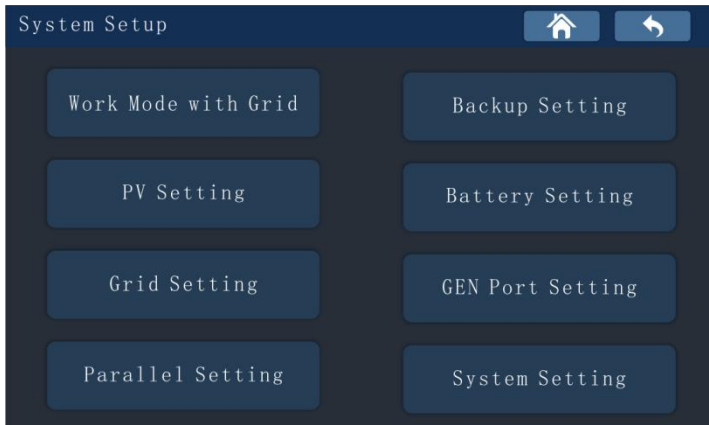 System Setup
Work Mode with Grid
Backup Setting
PV Setting
Battery Setting
Grid Setting
GEN Port Setting
Parallel Setting
System Setting